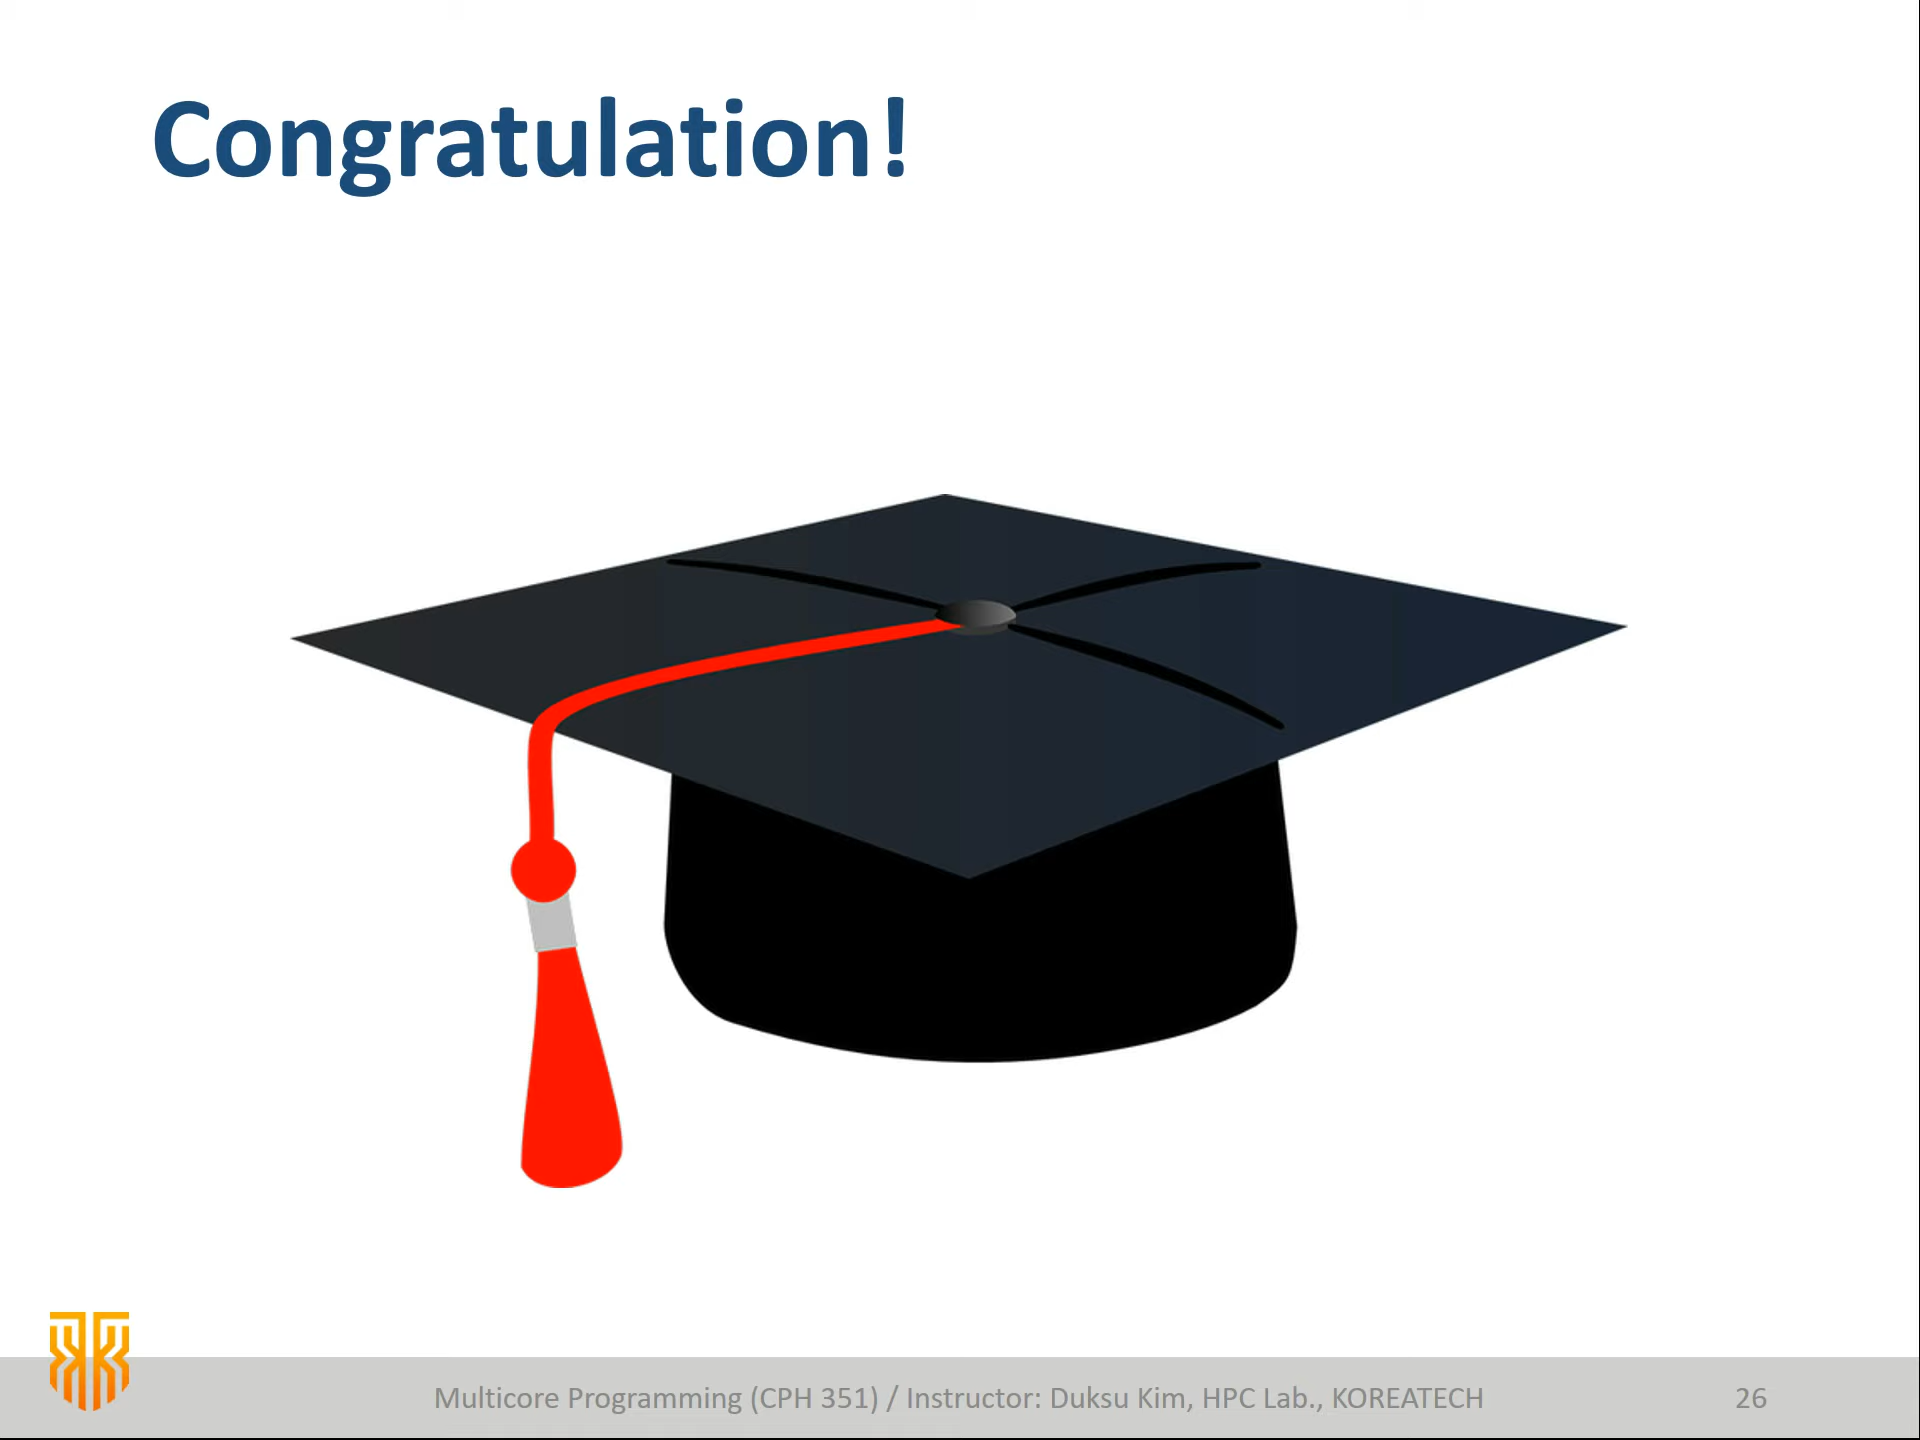 Congratulation!
Multicore Programming (CPH 351) / Instructor: Duksu Kim, HPC Lab., KOREATECH
26